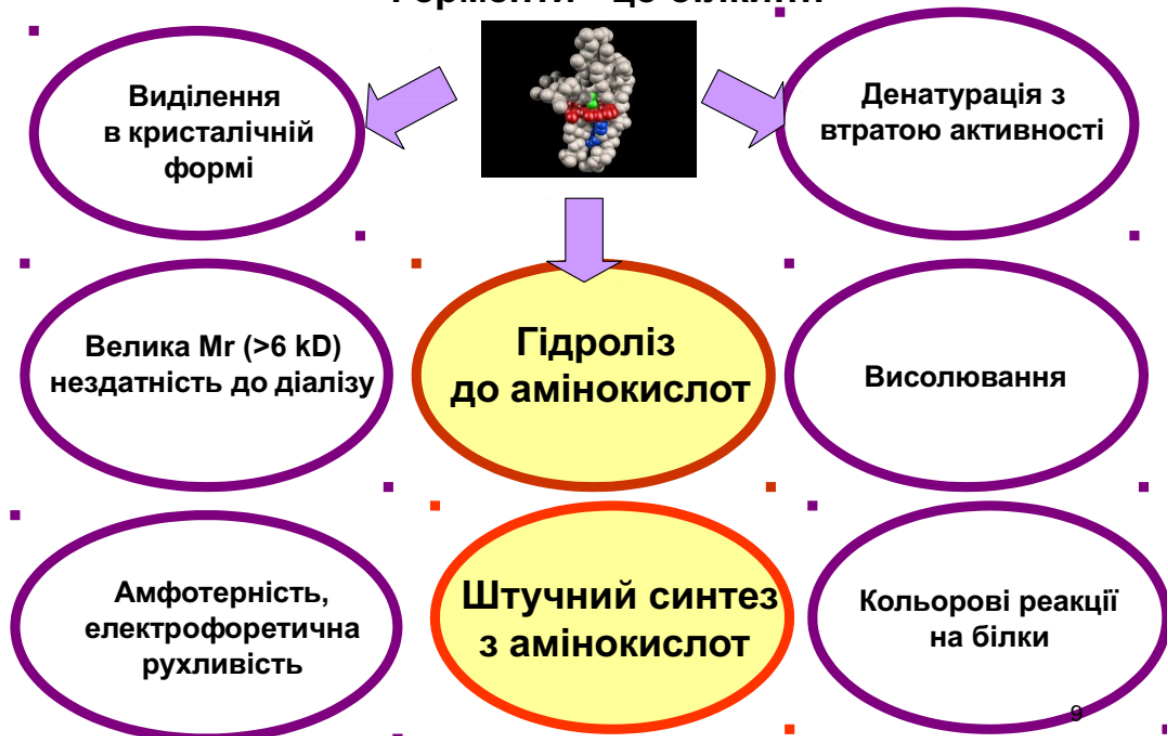 Виділення
в кристалічній
формі
Денатурація з
втратою активності
Велика Mr (>6 kD)
нездатність до діалізу
Гідроліз
до амінокислот
Висолювання
Амфотерність,
електрофоретична
рухливість
Штучний синтез
з амінокислот
Кольорові реакції
на білки
9